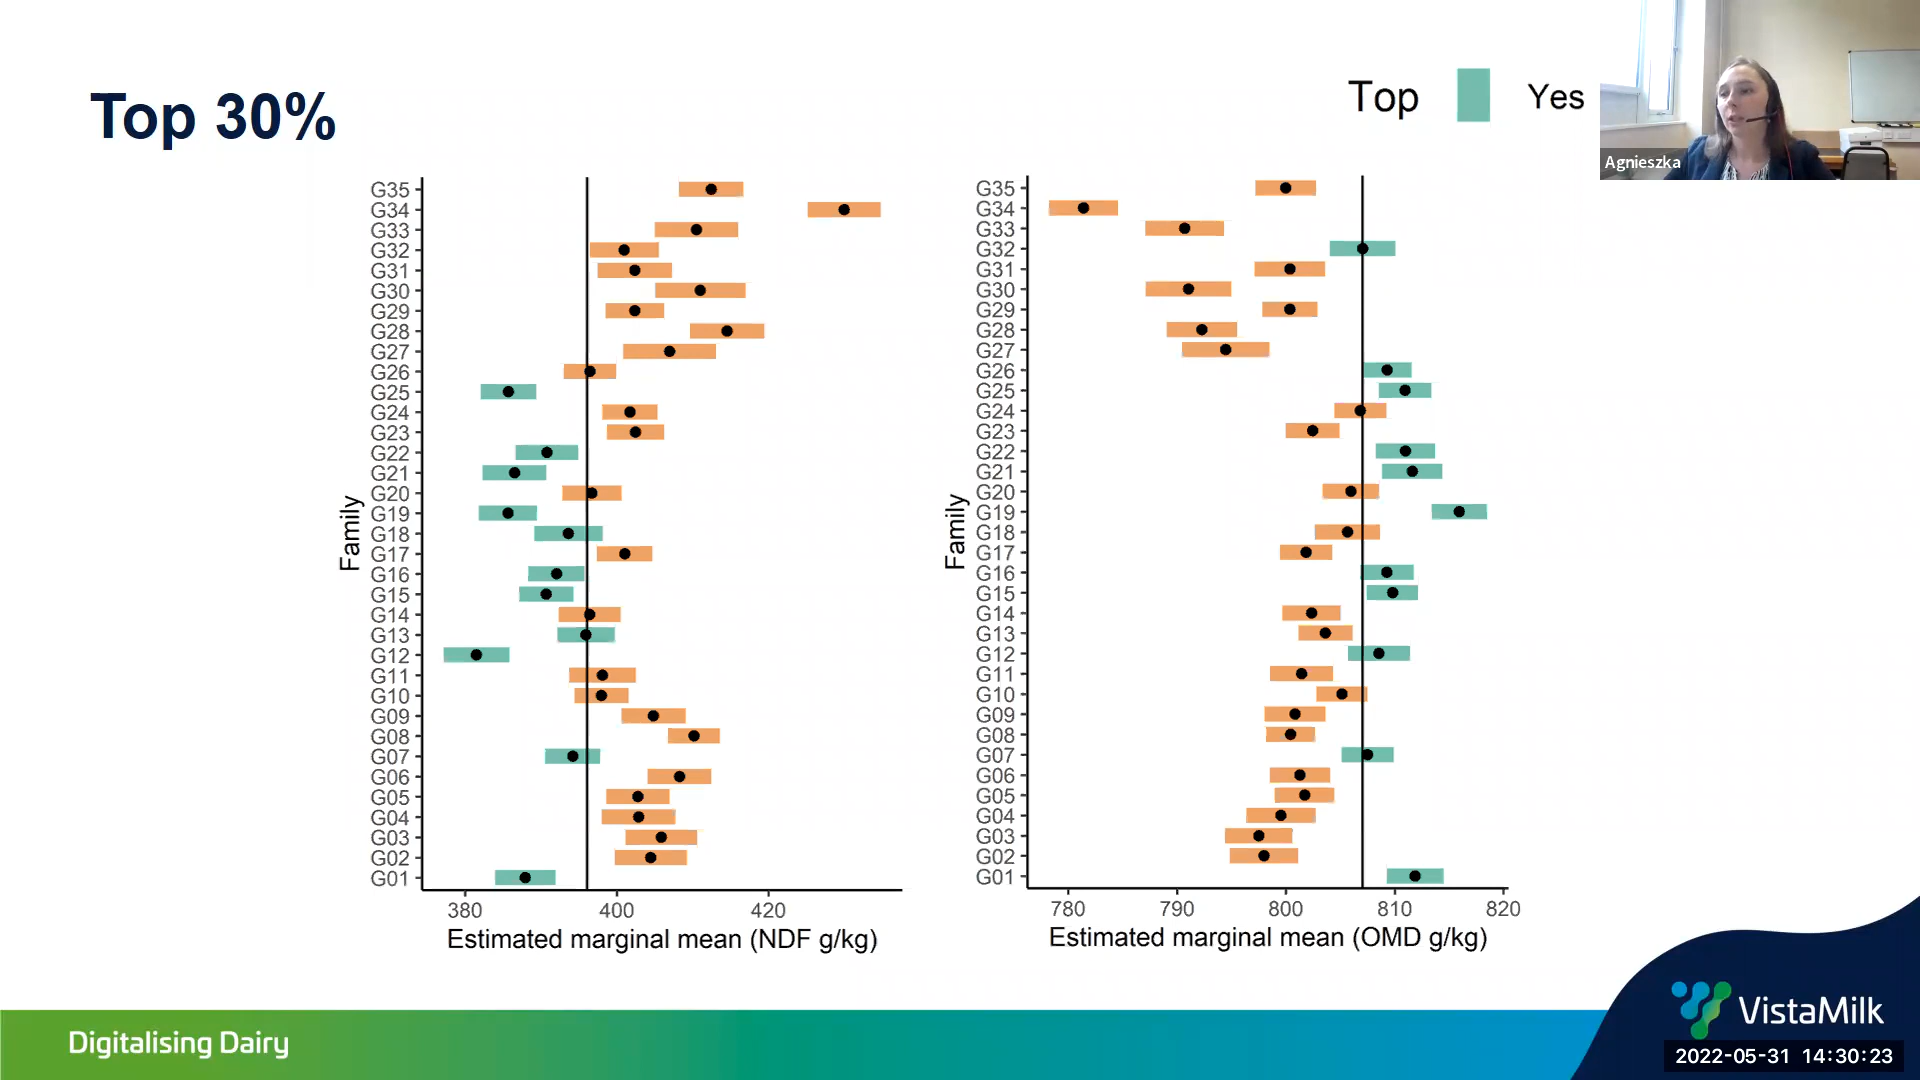 Top 30%
Top Yes
Agnieszka
Family
G35
G34
G33
G32
G31
G30
G29
G28
G27
G26
G25
G24
G23
G22
G21
G20
G19
G18
G17
G16
G15
G14
G13
G12
G11
G10
G09
G08
G07
G06
G05
G04
G03
G02
G01
380 400 420
Estimated marginal mean (NDF g/kg)
Family
G35
G34
G33
G32
G31
G30
G29
G28
G27
G26
G25
G24
G23
G22
G21
G20
G19
G18
G17
G16
G15
G14
G13
G12
G11
G10
G09
G08
G07
G06
G05
G04
G03
G02
G01
780 790 800 810 820
Estimated marginal mean (OMD g/kg)
Digitalising Dairy
VistaMilk
2022-05-31 14:30:23